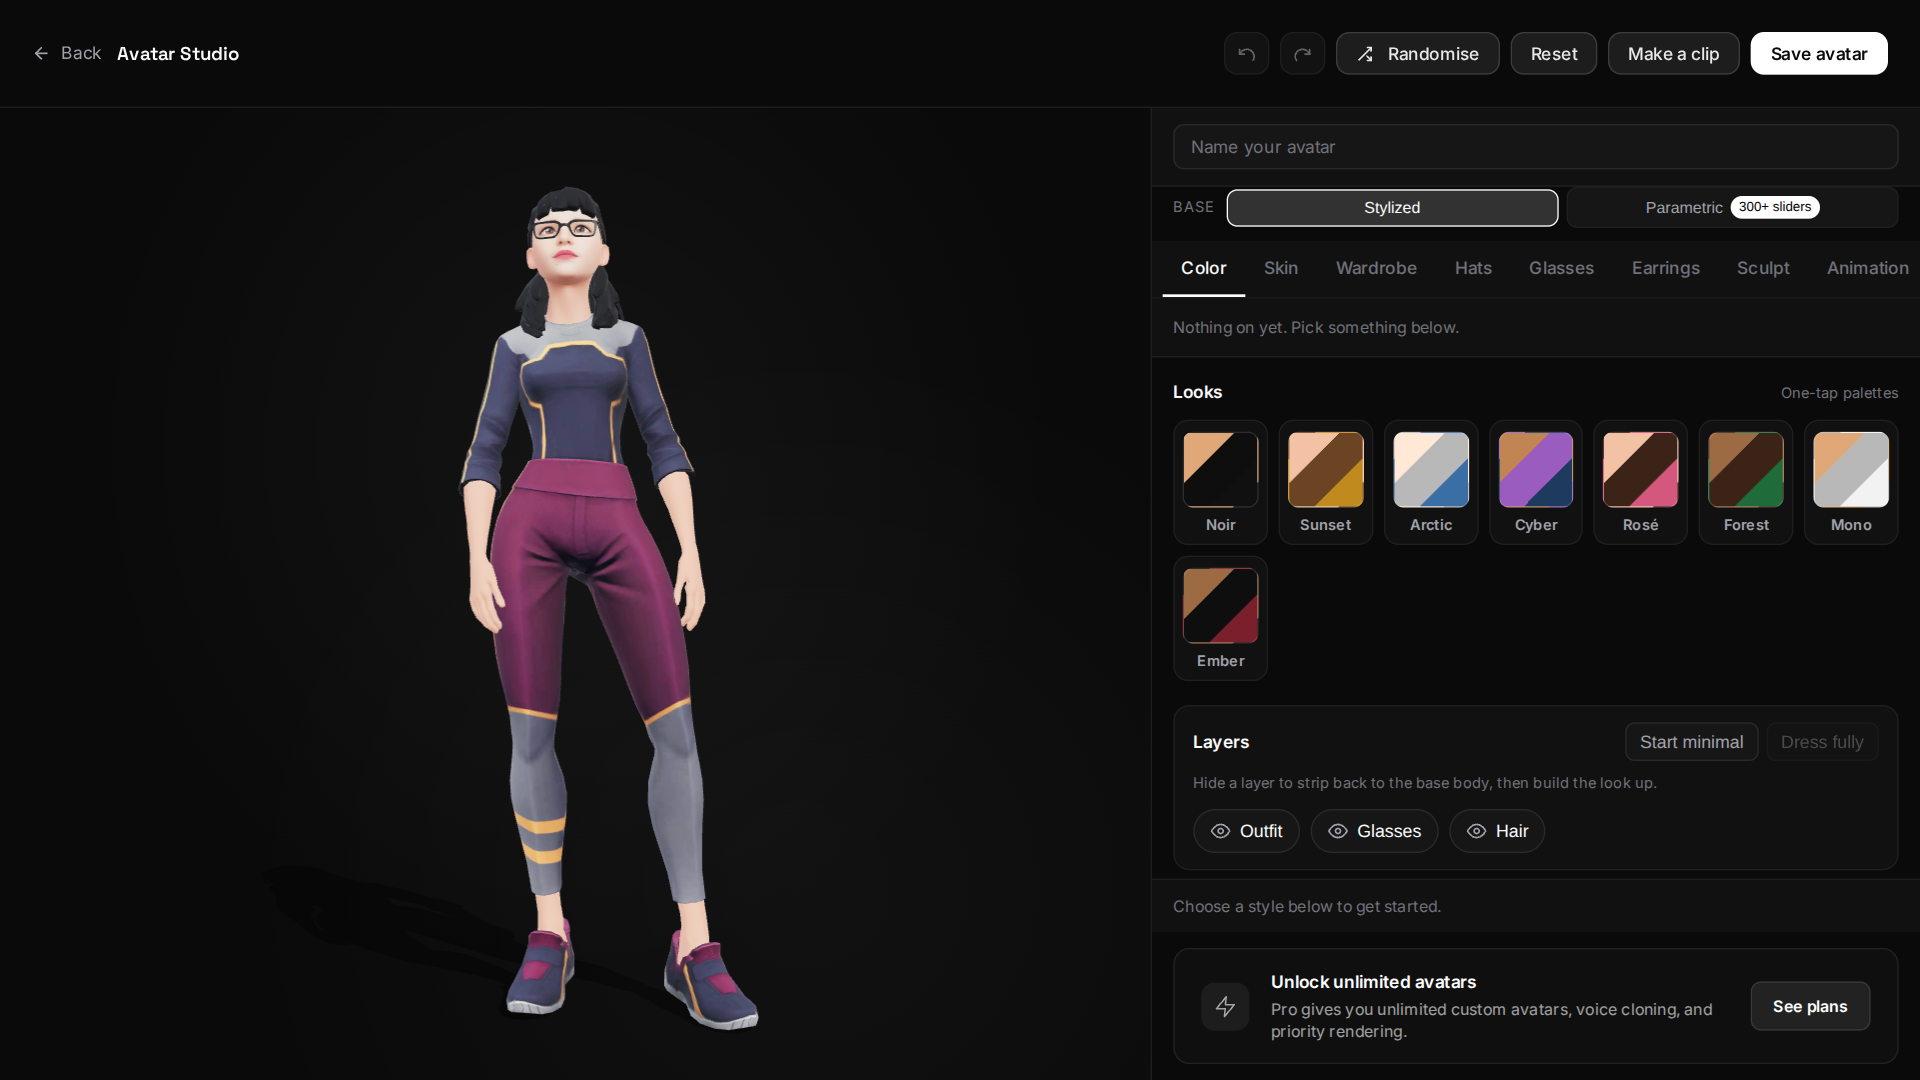 Back Avatar Studio
Randomise Reset Make a clip Save avatar
Name your avatar
BASE Stylized Parametric 300+ sliders
Color Skin Wardrobe Hats Glasses Earrings Sculpt Animation
Nothing on yet. Pick something below.
Looks One-tap palettes
Noir Sunset Arctic Cyber Rosé Forest Mono
Ember
Layers Start minimal Dress fully
Hide a layer to strip back to the base body, then build the look up.
Outfit Glasses Hair
Choose a style below to get started.
Unlock unlimited avatars
Pro gives you unlimited custom avatars, voice cloning, and
priority rendering.
See plans